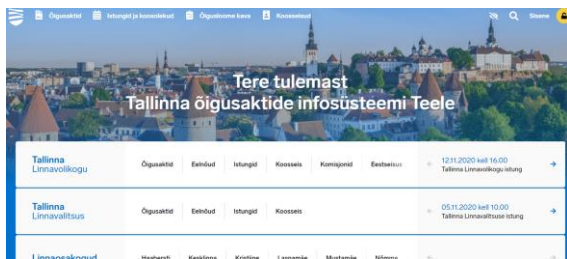 Õigusaktid Istungid ja koosolekud Õigusloome kava Koosseisud Sisene
Tere tulemast
Tallinna õigusaktide infosüsteemi Teele
Tallinna
Linnavolikogu
Õigusaktid Eelnõud Istungid Koosseis Komisjonid Eestseisus
12.11.2020 kell 16.00
Tallinna Linnavolikogu istung
Tallinna
Linnavalitsus
Õigusaktid Eelnõud Istungid Koosseis
05.11.2020 kell 10.00
Tallinna Linnavalitsuse istung
Linnaosakogud
Haabersti Kesklinna Kristiine Lasnamäe Mustamäe Nõmme